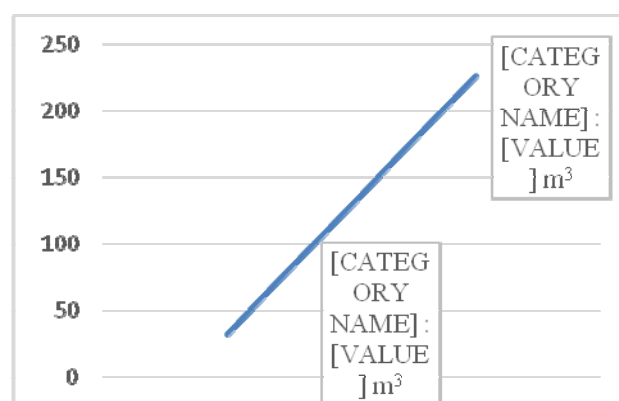 250
200
150
100
50
0
[CATEG
ORY
NAME] :
[VALUE
] m³
[CATEG
ORY
NAME] :
[VALUE
] m³